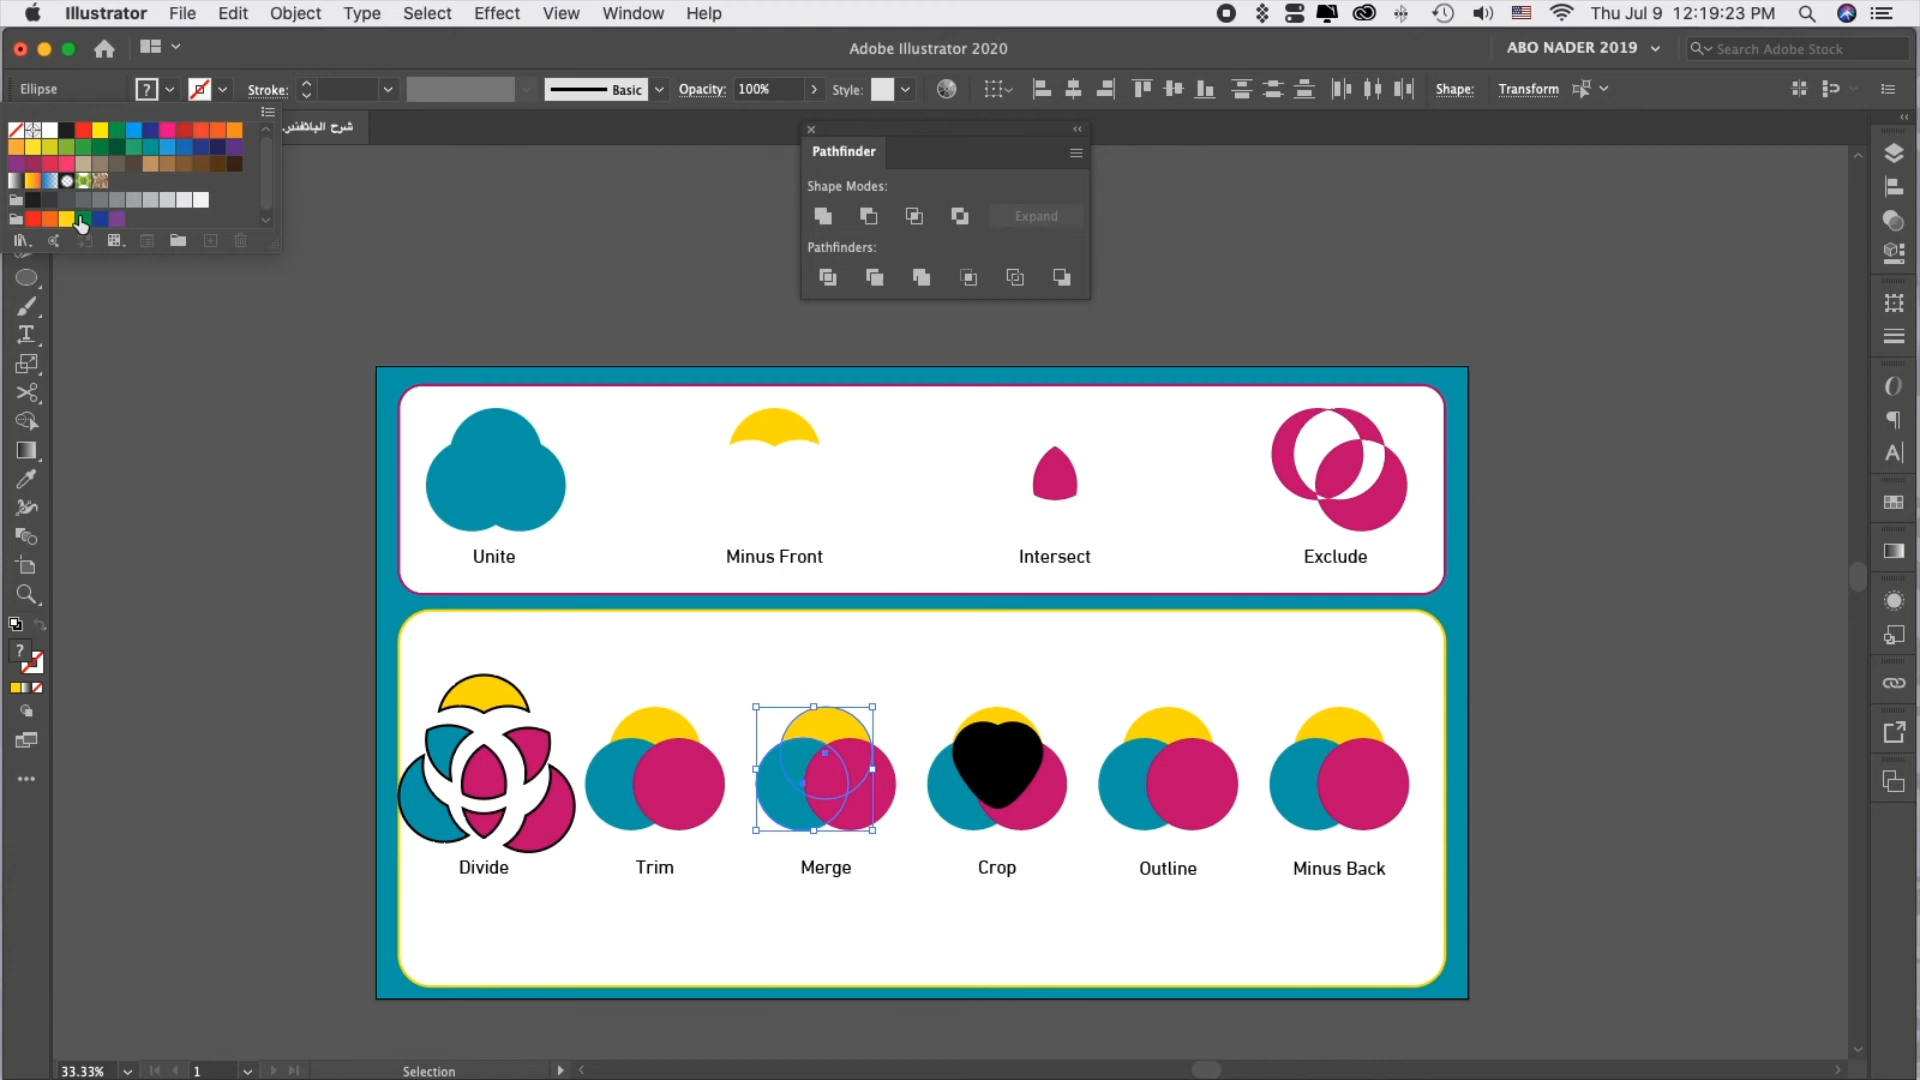 Illustrator File Edit Object Type Select Effect View Window Help Thu Jul 9 12:19:23 PM
Adobe Illustrator 2020 ABO NADER 2019 Search Adobe Stock
Ellipse ? Stroke: Basic Opacity: 100% Style: Shape: Transform
Pathfinder
Shape Modes:
Expand
Pathfinders:
Unite Minus Front Intersect Exclude
?
Divide Trim Merge Crop Outline Minus Back
33.33% 1 Selection